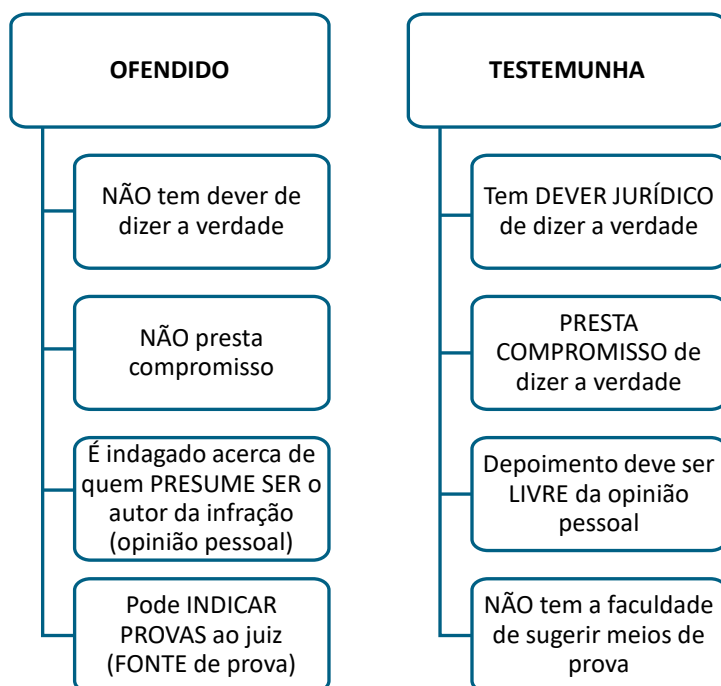 OFENDIDO
NÃO tem dever de
dizer a verdade
NÃO presta
compromisso
É indagado acerca de
quem PRESUME SER o
autor da infração
(opinião pessoal)
Pode INDICAR
PROVAS ao juiz
(FONTE de prova)
TESTEMUNHA
Tem DEVER JURÍDICO
de dizer a verdade
PRESTA
COMPROMISSO de
dizer a verdade
Depoimento deve ser
LIVRE da opinião
pessoal
NÃO tem a faculdade
de sugerir meios de
prova